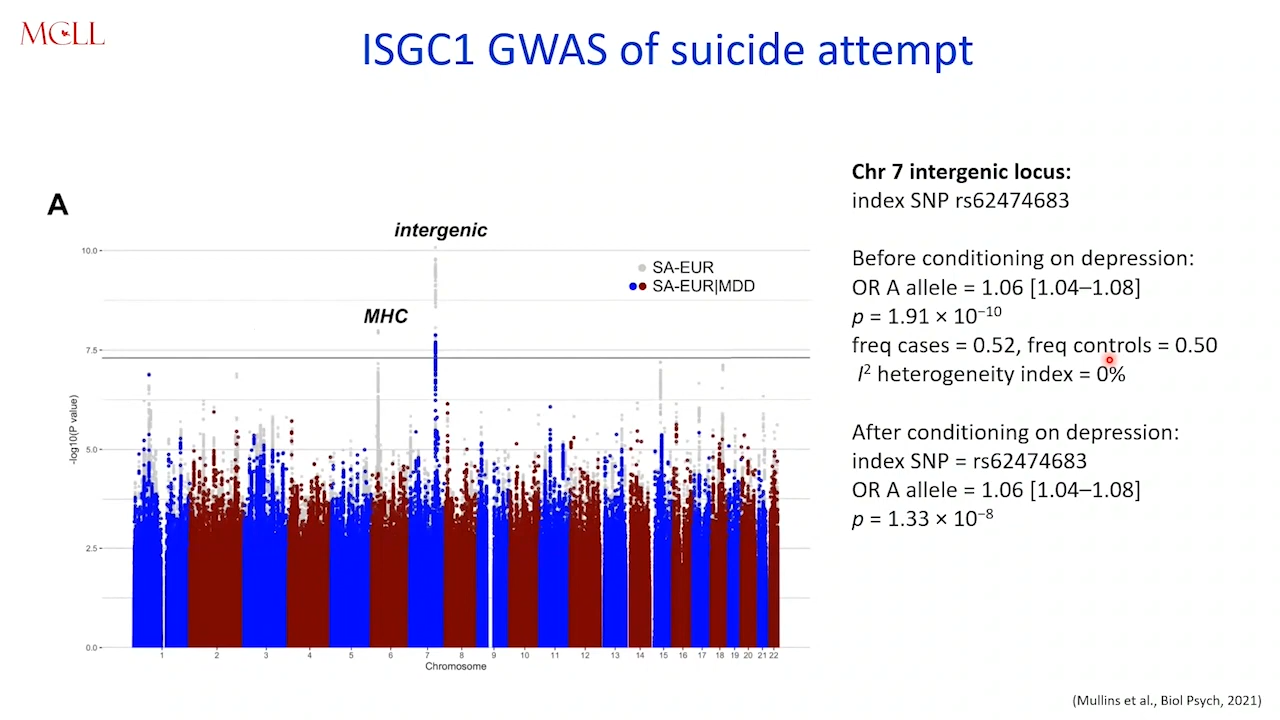 MCLL
ISGC1 GWAS of suicide attempt
A
intergenic
MHC
SA-EUR
SA-EUR|MDD
10.0
7.5
5.0
2.5
0.0
-log10(P value)
1 2 3 4 5 6 7 8 9 10 11 12 13 14 15 16 17 18 19 20 21 22
Chromosome
Chr 7 intergenic locus:
index SNP rs62474683
Before conditioning on depression:
OR A allele = 1.06 [1.04–1.08]
p = 1.91 × 10⁻¹⁰
freq cases = 0.52, freq controls = 0.50
I² heterogeneity index = 0%
After conditioning on depression:
index SNP = rs62474683
OR A allele = 1.06 [1.04–1.08]
p = 1.33 × 10⁻⁸
(Mullins et al., Biol Psych, 2021)